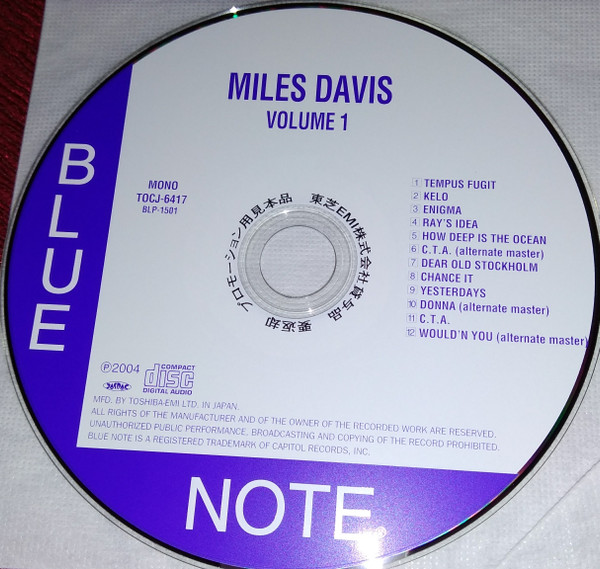 MILES DAVIS
VOLUME 1
BLUE
NOTE
MONO
TOCJ-6417
BLP-1501
プロモーション用見本品
東芝EMI株式会社貸与品
要返却
1 TEMPUS FUGIT
2 KELO
3 ENIGMA
4 RAY'S IDEA
5 HOW DEEP IS THE OCEAN
6 C.T.A. (alternate master)
7 DEAR OLD STOCKHOLM
8 CHANCE IT
9 YESTERDAYS
10 DONNA (alternate master)
11 C.T.A.
12 WOULD'N YOU (alternate master)
Ⓟ2004
COMPACT
disc
DIGITAL AUDIO
MFD. BY TOSHIBA-EMI LTD. IN JAPAN.
ALL RIGHTS OF THE MANUFACTURER AND OF THE OWNER OF THE RECORDED WORK ARE RESERVED.
UNAUTHORIZED PUBLIC PERFORMANCE, BROADCASTING AND COPYING OF THE RECORD PROHIBITED.
BLUE NOTE IS A REGISTERED TRADEMARK OF CAPITOL RECORDS, INC.